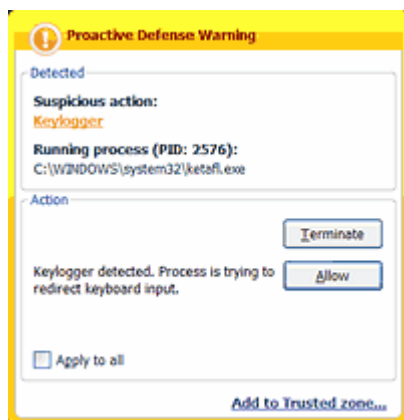 Proactive Defense Warning
Detected
Suspicious action:
Keylogger
Running process (PID: 2576):
C:\WINDOWS\system32\ketafl.exe
Action
Terminate
Keylogger detected. Process is trying to
redirect keyboard input.
Allow
Apply to all
Add to Trusted zone...